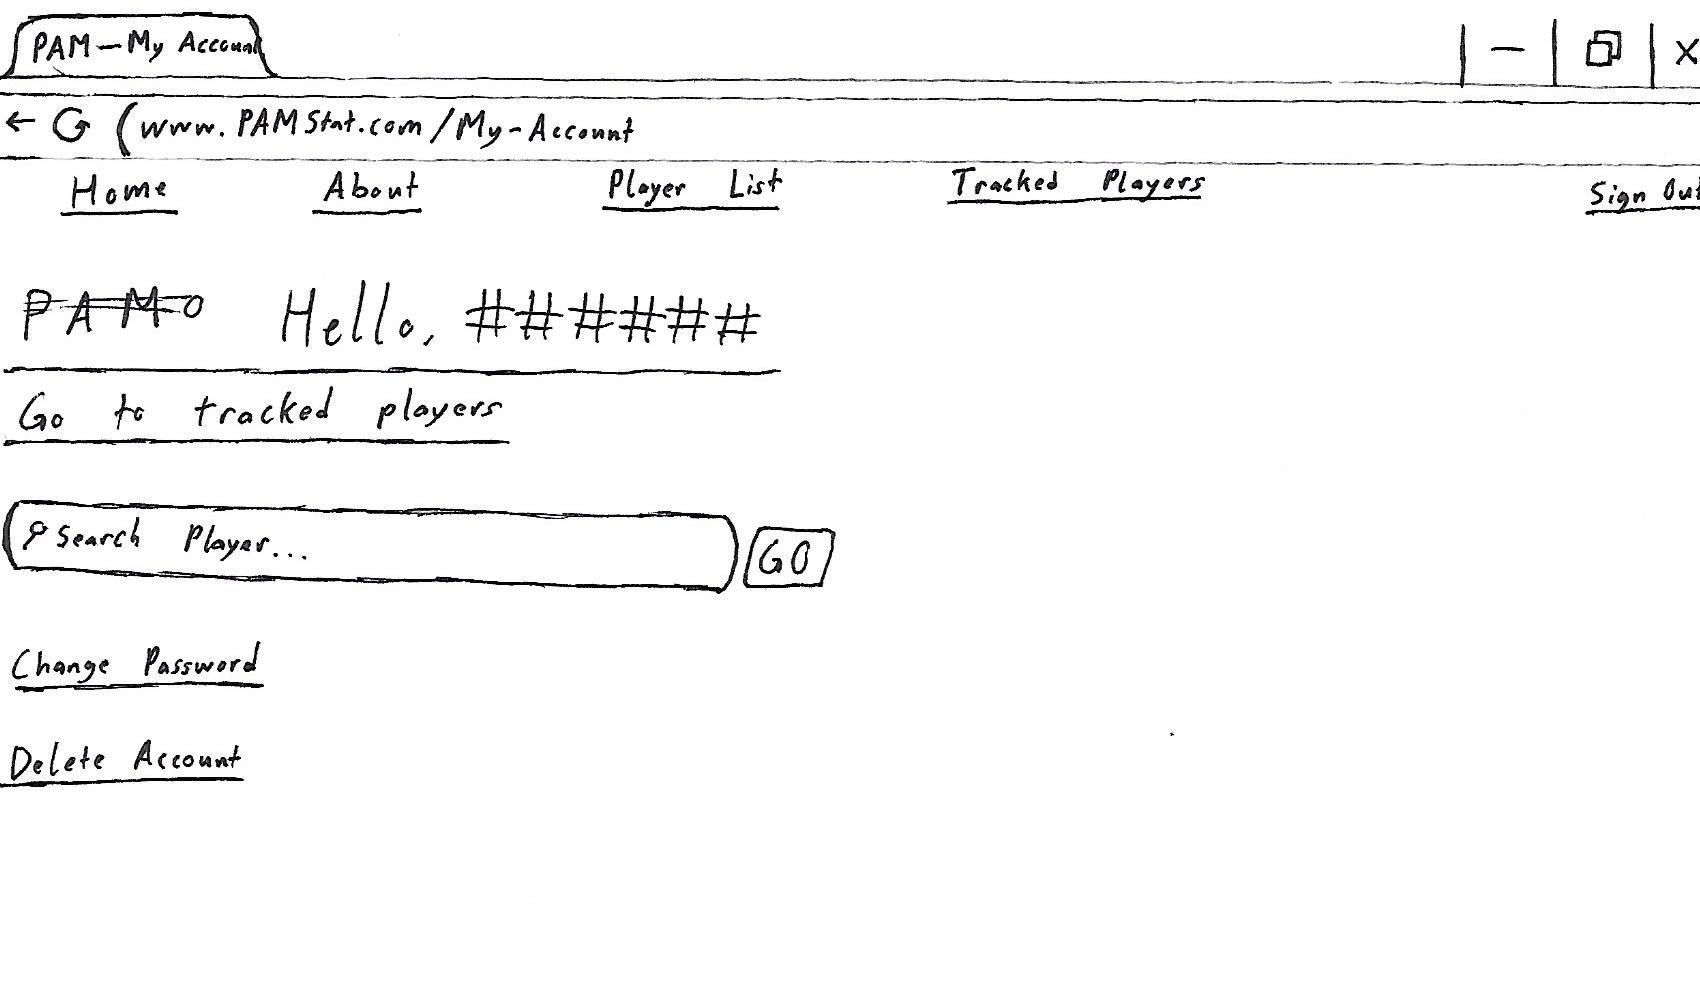 PAM-My Account
www.PAMStat.com/My-Account
Home About Player List Tracked Players Sign Out
PAM Hello, ######
Go to tracked players
Search Player... GO
Change Password
Delete Account